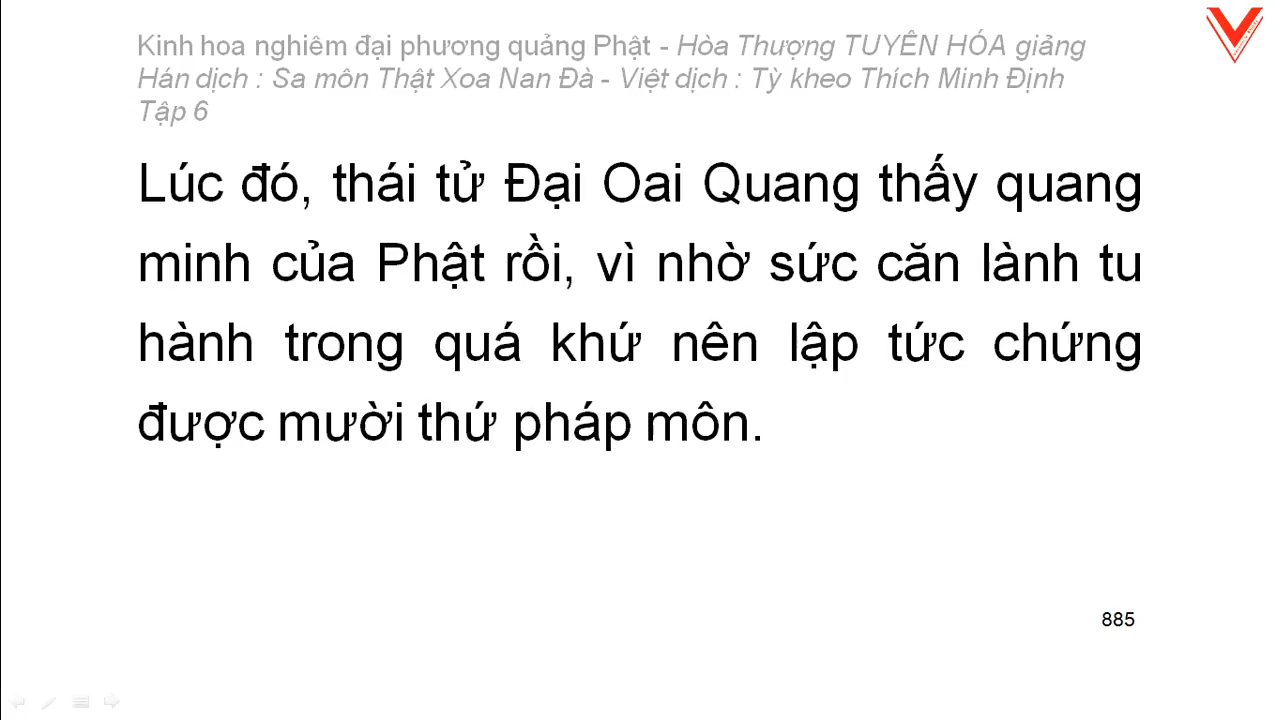 Kinh hoa nghiêm đại phương quảng Phật - Hòa Thượng TUYÊN HÓA giảng
Hán dịch : Sa môn Thật Xoa Nan Đà - Việt dịch : Tỳ kheo Thích Minh Định
Tập 6
Lúc đó, thái tử Đại Oai Quang thấy quang
minh của Phật rồi, vì nhờ sức căn lành tu
hành trong quá khứ nên lập tức chứng
được mười thứ pháp môn.
885